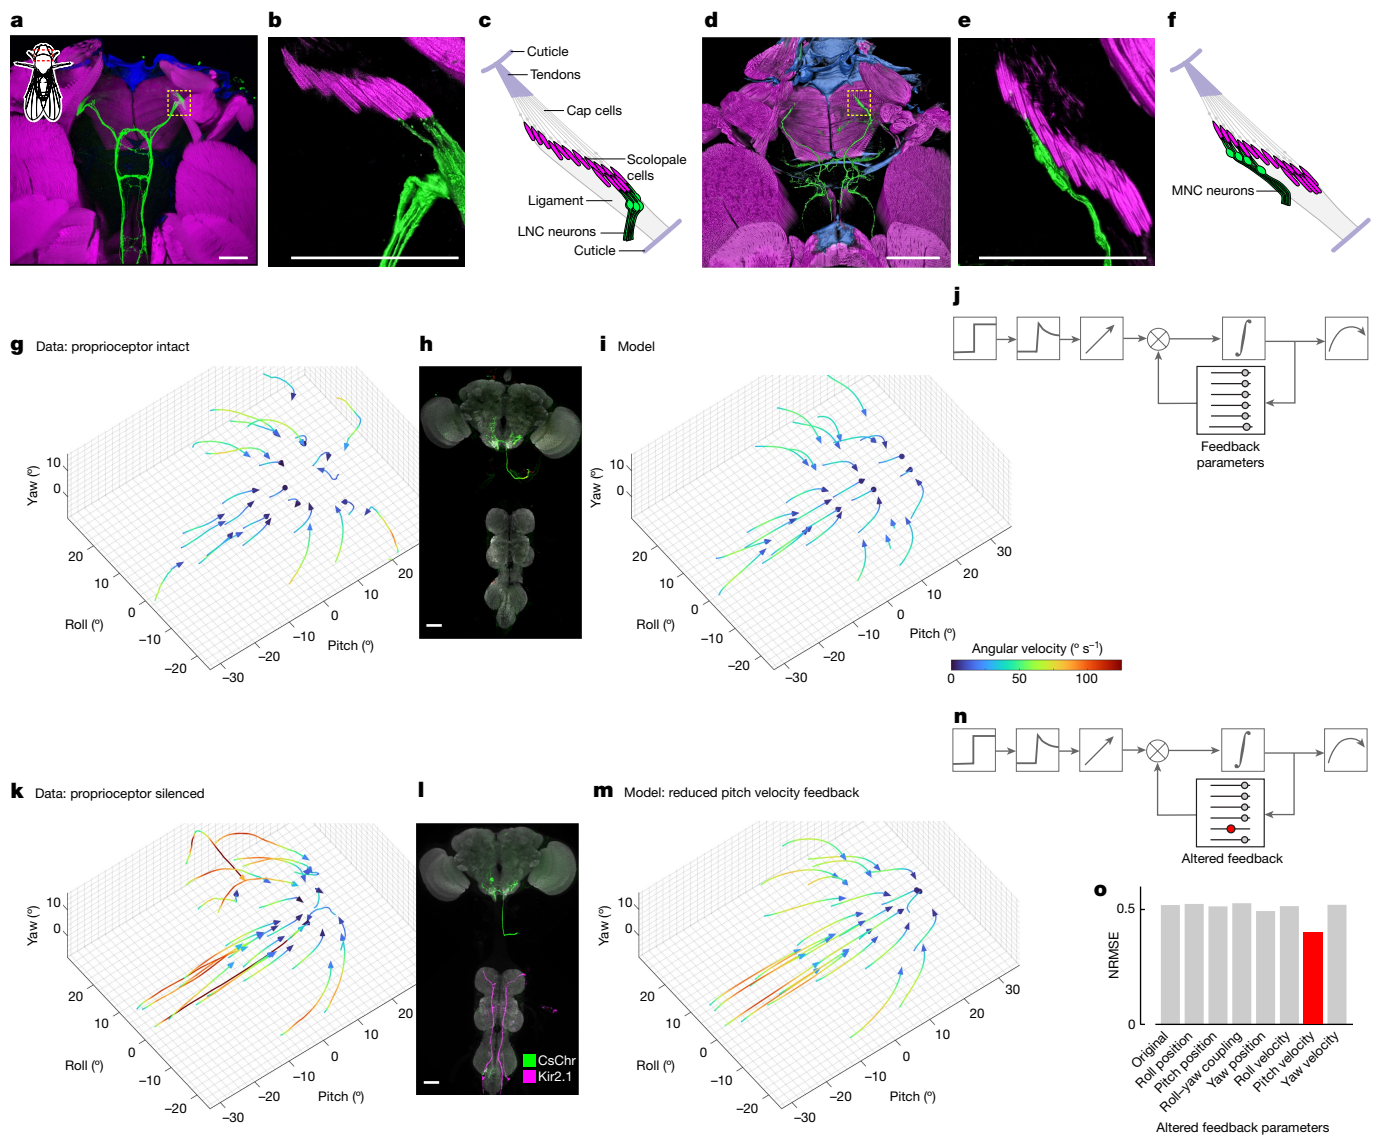 a
b
c
Cuticle
Tendons
Cap cells
Scolopale
cells
Ligament
LNC neurons
Cuticle
d
e
f
MNC neurons
g Data: proprioceptor intact
Yaw (º)
10
0
20
10
0
−10
−20
Roll (º)
−30
−20
−10
0
10
20
Pitch (º)
h
i Model
Yaw (º)
10
0
20
10
0
−10
−20
Roll (º)
−30
−20
−10
0
10
20
30
Pitch (º)
j
∫
Feedback
parameters
Angular velocity (º s⁻¹)
0 50 100
k Data: proprioceptor silenced
Yaw (º)
10
0
20
10
0
−10
−20
Roll (º)
−30
−20
−10
0
10
20
Pitch (º)
l
CsChr
Kir2.1
m Model: reduced pitch velocity feedback
Yaw (º)
10
0
20
10
0
−10
−20
Roll (º)
−30
−20
−10
0
10
20
30
Pitch (º)
n
∫
Altered feedback
o
NRMSE
0.5
0
Original
Roll position
Pitch position
Roll–yaw coupling
Yaw position
Roll velocity
Pitch velocity
Yaw velocity
Altered feedback parameters